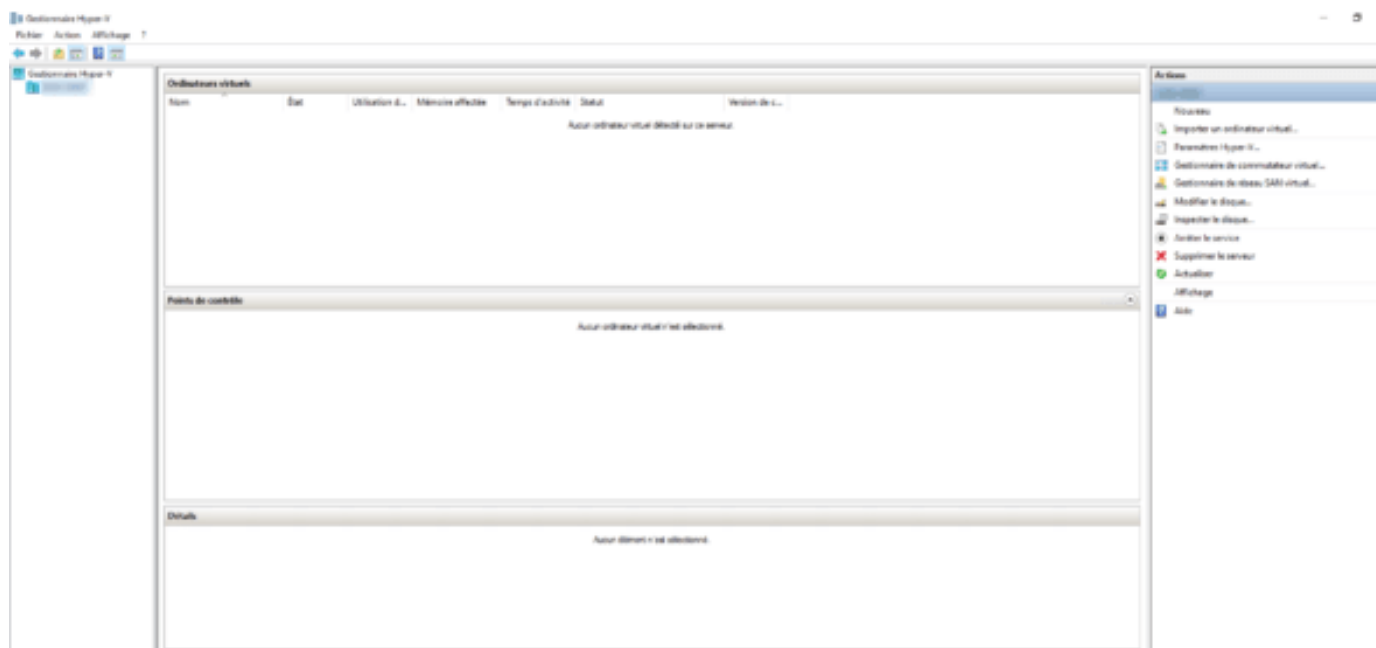 Gestionnaire Hyper-V
Fichier Action Affichage ?
Gestionnaire Hyper-V
Ordinateurs virtuels
Nom État Utilisation d... Mémoire affectée Temps d'activité Statut Version de c...
Aucun ordinateur virtuel détecté sur ce serveur.
Points de contrôle
Aucun ordinateur virtuel n'est sélectionné.
Détails
Aucun élément n'est sélectionné.
Actions
Nouveau
Importer un ordinateur virtuel...
Paramètres Hyper-V...
Gestionnaire de commutateur virtuel...
Gestionnaire de réseau SAN virtuel...
Modifier le disque...
Inspecter le disque...
Arrêter le service
Supprimer le serveur
Actualiser
Affichage
Aide